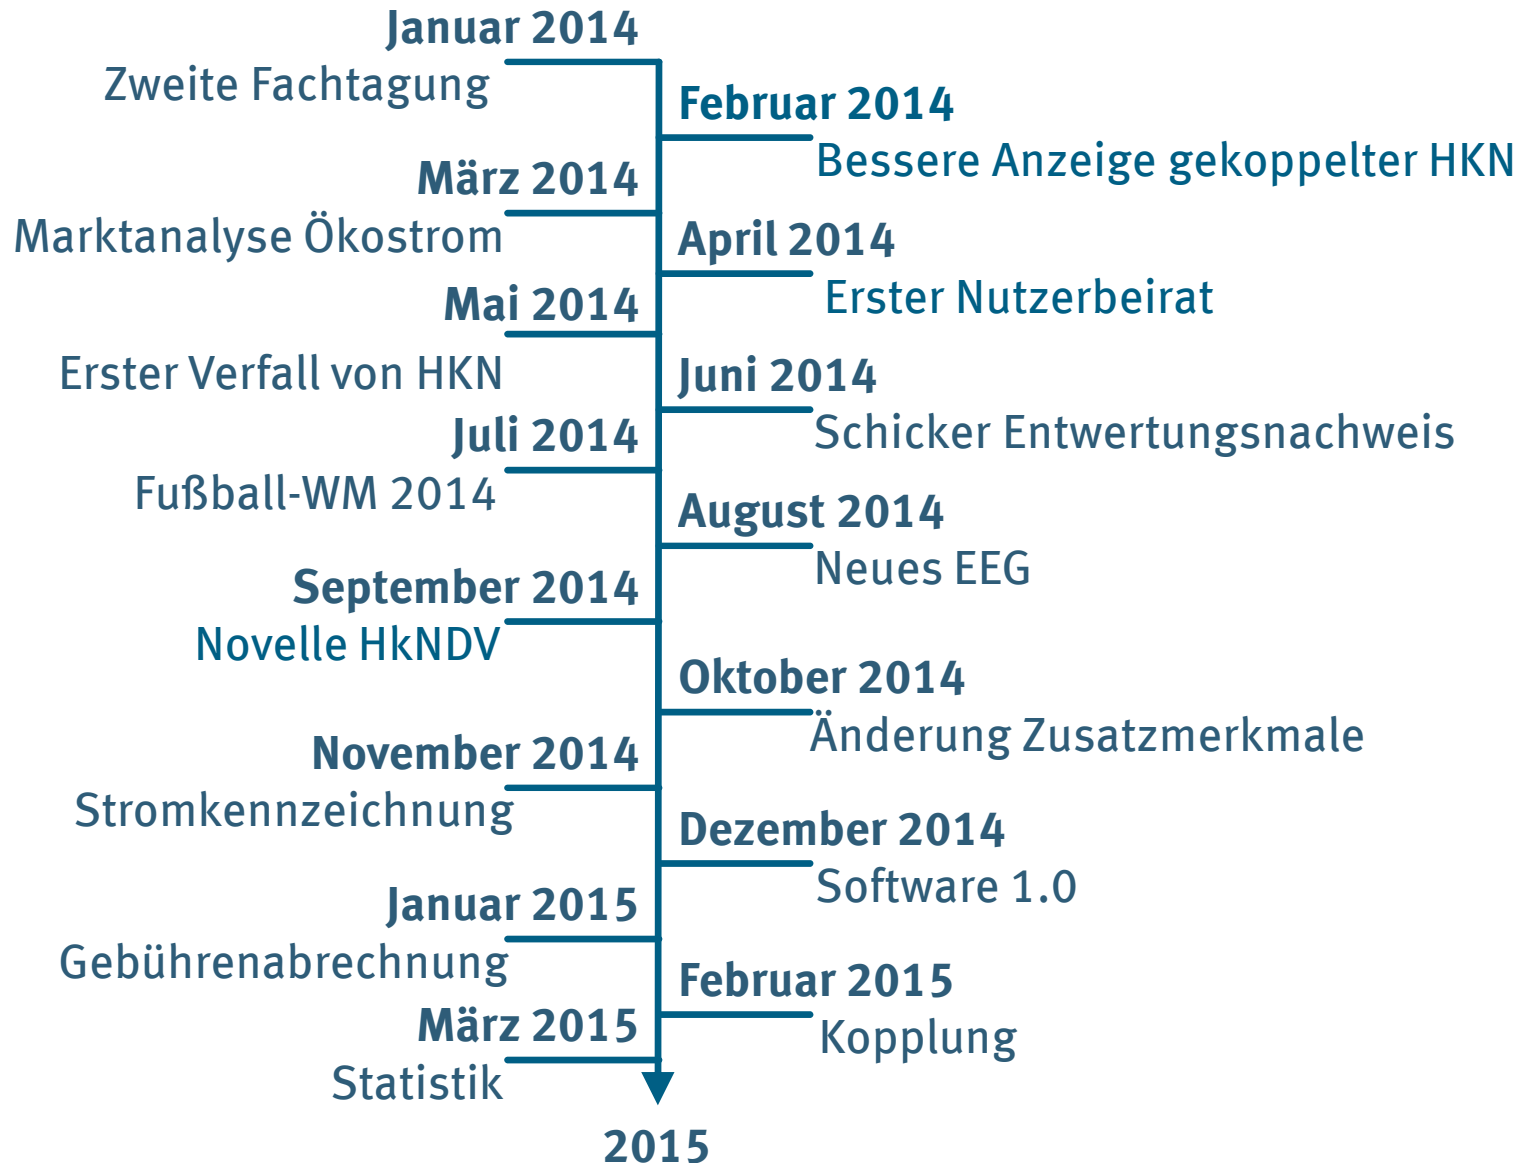 Januar 2014
Zweite Fachtagung
Februar 2014
Bessere Anzeige gekoppelter HKN
März 2014
Marktanalyse Ökostrom
April 2014
Erster Nutzerbeirat
Mai 2014
Erster Verfall von HKN
Juni 2014
Schicker Entwertungsnachweis
Juli 2014
Fußball-WM 2014
August 2014
Neues EEG
September 2014
Novelle HkNDV
Oktober 2014
Änderung Zusatzmerkmale
November 2014
Stromkennzeichnung
Dezember 2014
Software 1.0
Januar 2015
Gebührenabrechnung
Februar 2015
Kopplung
März 2015
Statistik
2015